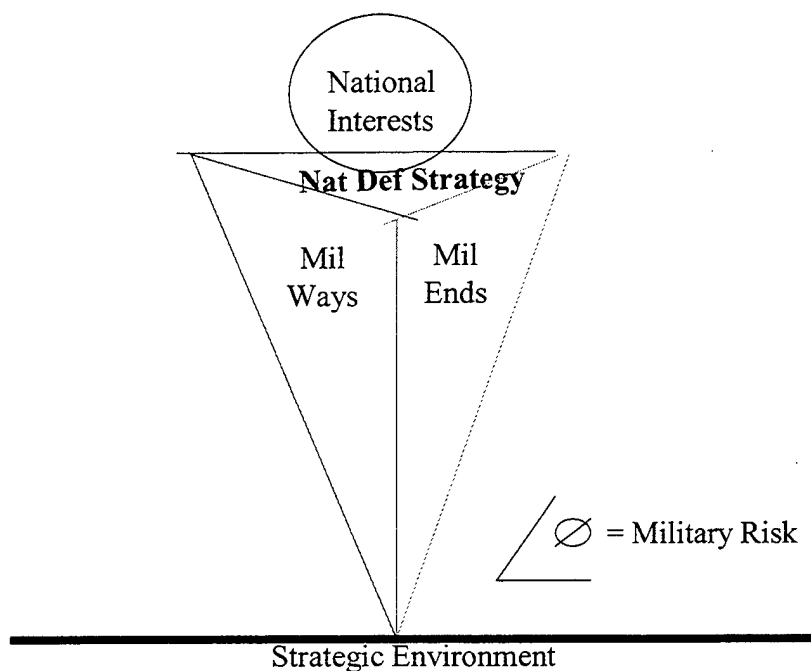 National
Interests
Nat Def Strategy
Mil
Ways
Mil
Ends
∅ = Military Risk
Strategic Environment